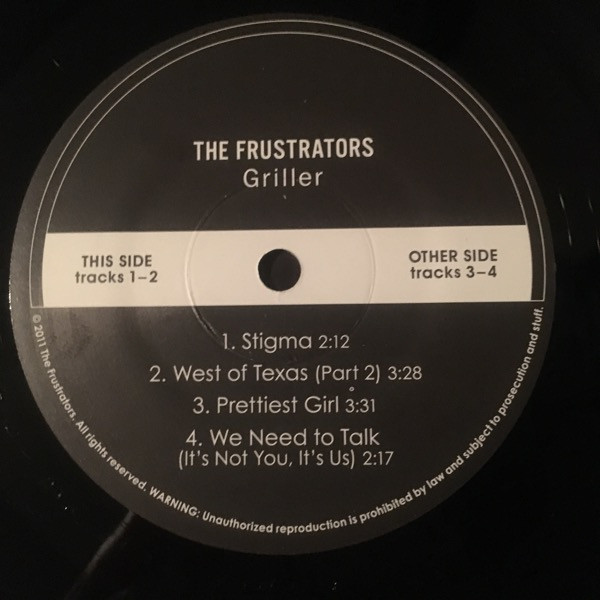 THE FRUSTRATORS
Griller
THIS SIDE
tracks 1–2
OTHER SIDE
tracks 3–4
1. Stigma 2:12
2. West of Texas (Part 2) 3:28
3. Prettiest Girl 3:31
4. We Need to Talk
(It's Not You, It's Us) 2:17
© 2011 The Frustrators. All rights reserved. WARNING: Unauthorized reproduction is prohibited by law and subject to prosecution and stuff.